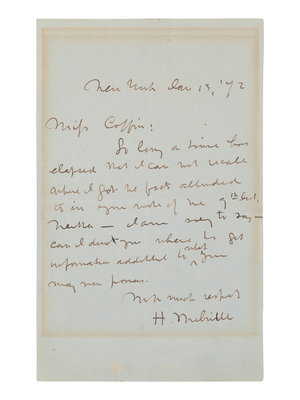 New York Jan 13, '72
Miss Coffin:
So long a time has
elapsed that I can not recall
where I got the facts alluded
to in your note of the 9th Inst.
Neither — I am sorry to say —
can I direct you where to get
information additional to what you
may now possess.
With much respect
H. Melville